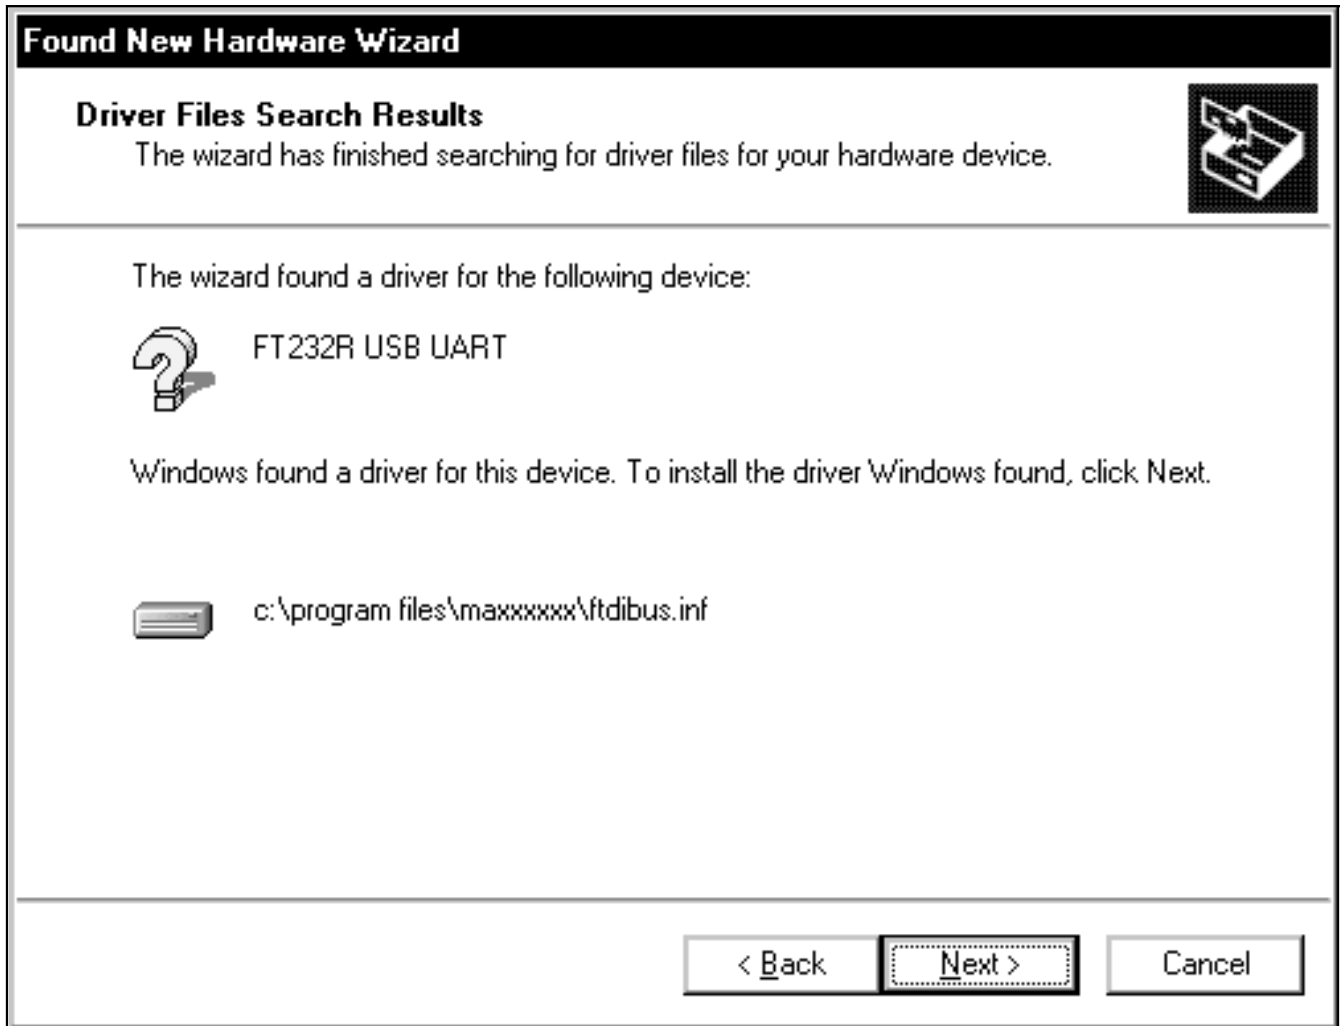 Found New Hardware Wizard
Driver Files Search Results
The wizard has finished searching for driver files for your hardware device.
The wizard found a driver for the following device:
FT232R USB UART
Windows found a driver for this device. To install the driver Windows found, click Next.
c:\program files\maxxxxxx\ftdibus.inf
< Back
Next >
Cancel